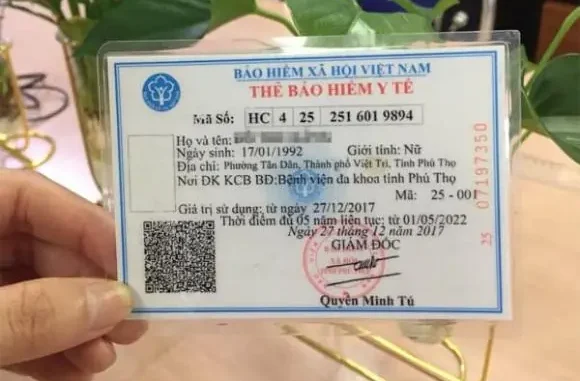 BẢO HIỂM XÃ HỘI VIỆT NAM
THẺ BẢO HIỂM Y TẾ
Mã Số: HC 4 25 251 601 9894
Họ và tên:
Ngày sinh: 17/01/1992 Giới tính: Nữ
Địa chỉ: Phường Tân Dân, Thành phố Việt Trì, Tỉnh Phú Thọ
Nơi ĐK KCB BĐ: Bệnh viện đa khoa tỉnh Phú Thọ
Mã: 25 - 001
Giá trị sử dụng: từ ngày 27/12/2017
Thời điểm đủ 05 năm liên tục: từ 01/05/2022
Ngày 27 tháng 12 năm 2017
GIÁM ĐỐC
Quyền Minh Tú
25 07197350